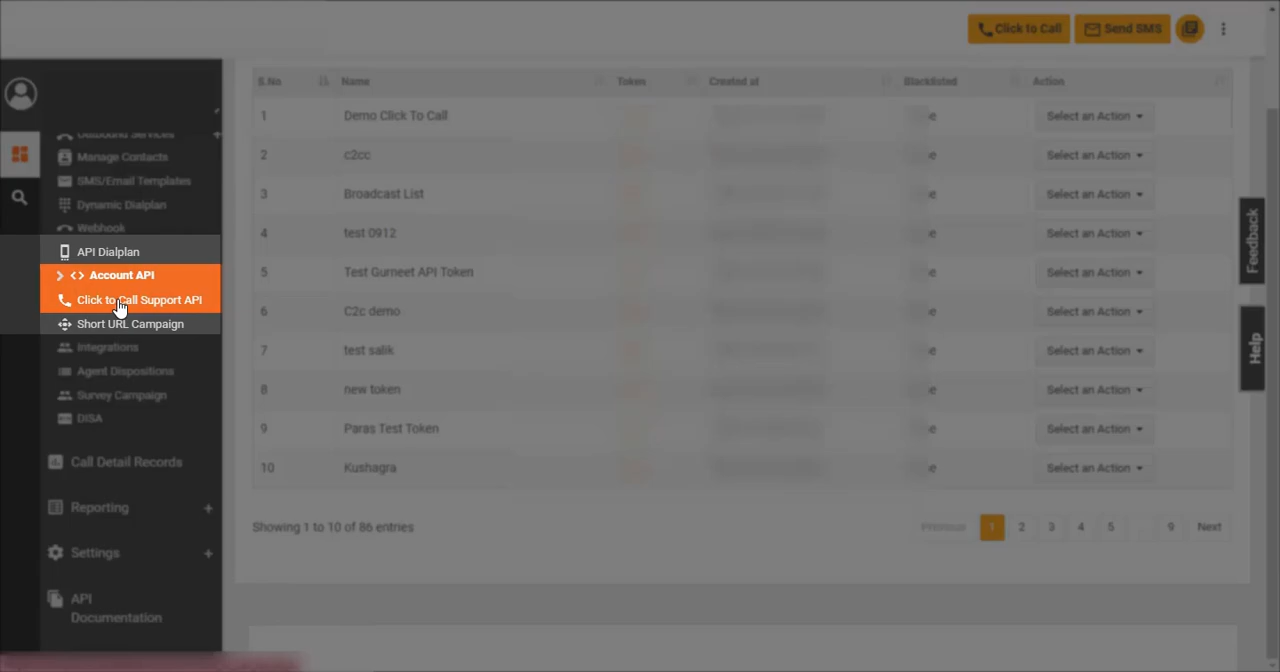 Click to Call
Send SMS
S.No
Name
Token
Created at
Blacklisted
Action
1
Demo Click To Call
e
Select an Action
2
c2cc
e
Select an Action
3
Broadcast List
e
Select an Action
4
test 0912
e
Select an Action
5
Test Gurneet API Token
e
Select an Action
6
C2c demo
e
Select an Action
7
test salik
e
Select an Action
8
new token
e
Select an Action
9
Paras Test Token
e
Select an Action
10
Kushagra
e
Select an Action
Showing 1 to 10 of 86 entries
Previous
1
2
3
4
5
9
Next
Outbound Services
Manage Contacts
SMS/Email Templates
Dynamic Dialplan
Webhook
API Dialplan
Account API
Click to Call Support API
Short URL Campaign
Integrations
Agent Dispositions
Survey Campaign
DISA
Call Detail Records
Reporting
Settings
API
Documentation
Feedback
Help